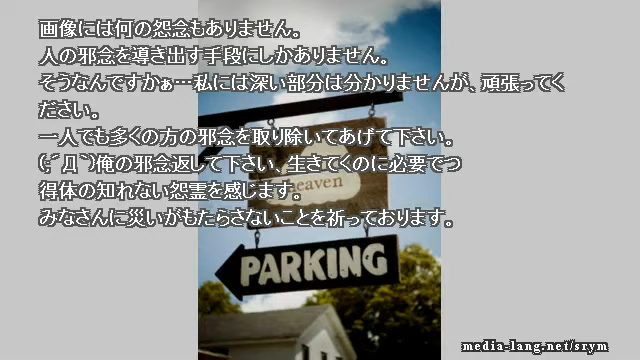 画像には何の怨念もありません。
人の邪念を導き出す手段にしかありません。
そうなんですかぁ…私には深い部分は分かりませんが、頑張ってく
ださい。
一人でも多くの方の邪念を取り除いてあげて下さい。
(;´Д`)俺の邪念返して下さい、生きてくのに必要でつ
得体の知れない怨霊を感じます。
heaven
みなさんに災いがもたらさないことを祈っております。
PARKING
media-lang.net/srym